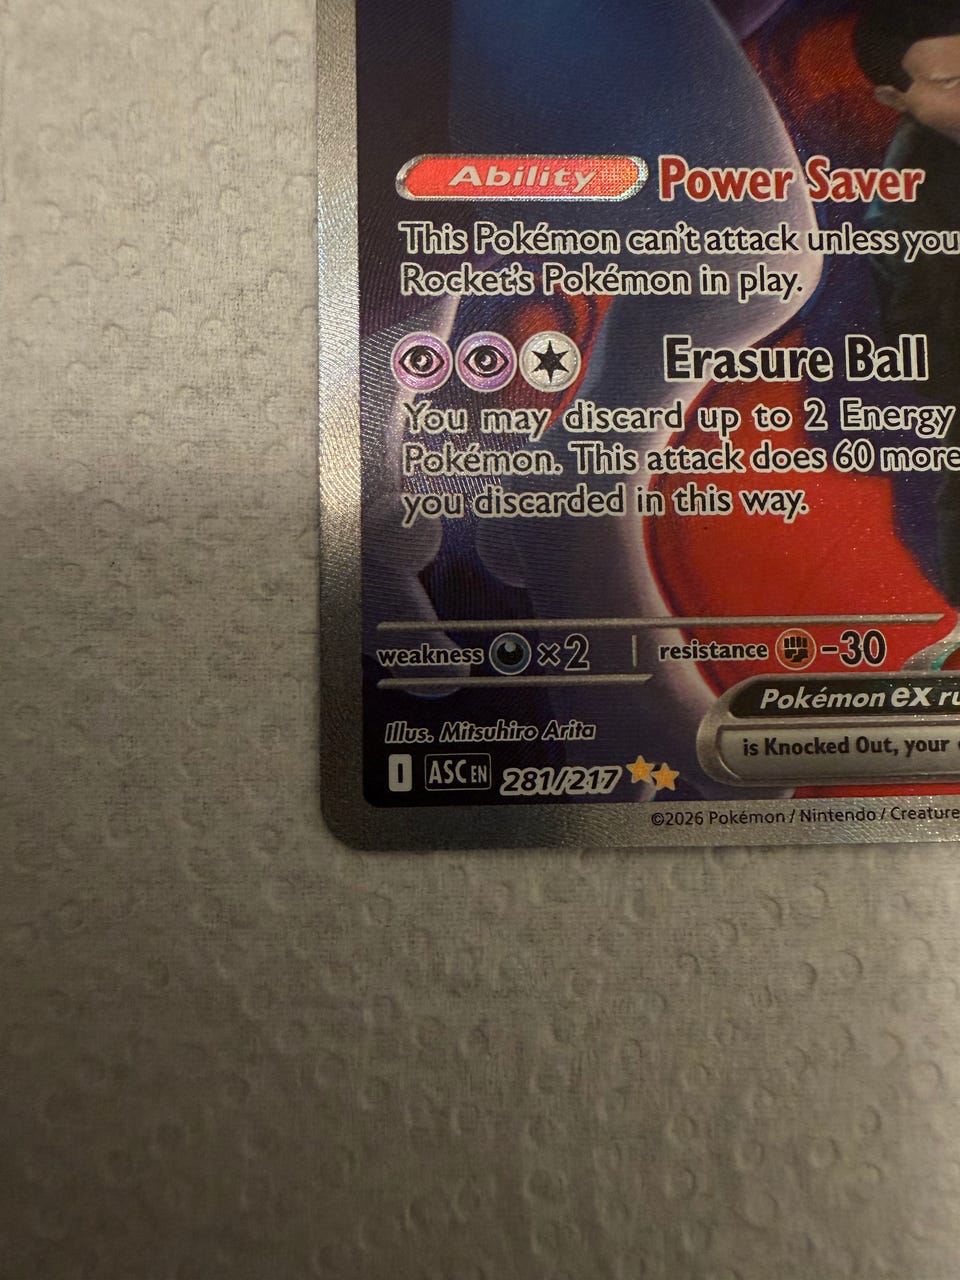 Ability Power Saver
This Pokémon can't attack unless you
Rocket's Pokémon in play.
Erasure Ball
You may discard up to 2 Energy
Pokémon. This attack does 60 more
you discarded in this way.
weakness ×2 resistance -30
Pokémon ex
Illus. Mitsuhiro Arita
is Knocked Out, your
I ASC EN 281/217
©2026 Pokémon / Nintendo / Creature